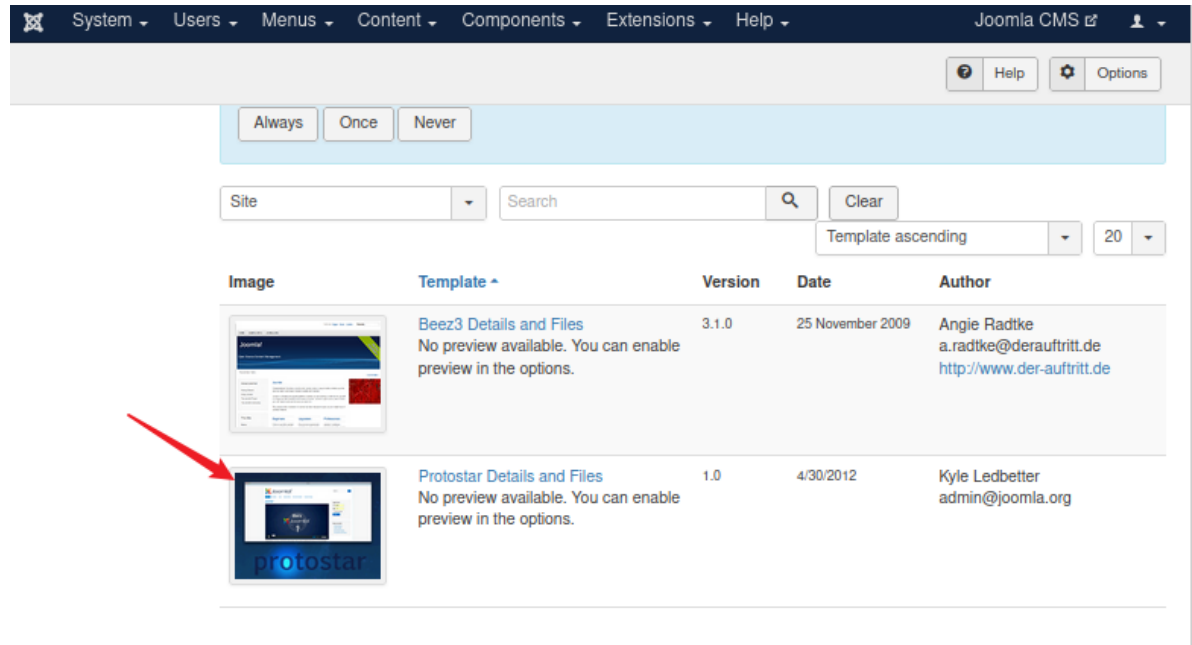 System Users Menus Content Components Extensions Help Joomla CMS
Help Options
Always Once Never
Site Search Clear
Template ascending 20
Image Template Version Date Author
Beez3 Details and Files 3.1.0 25 November 2009 Angie Radtke
No preview available. You can enable a.radtke@derauftritt.de
preview in the options. http://www.der-auftritt.de
Joomla!
Protostar Details and Files 1.0 4/30/2012 Kyle Ledbetter
No preview available. You can enable admin@joomla.org
preview in the options.
Joomla!
protostar